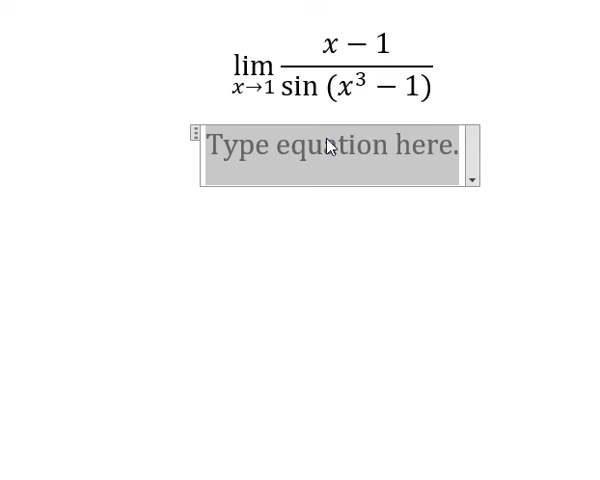 lim x→1 x − 1 / sin (x³ − 1)
Type equation here.